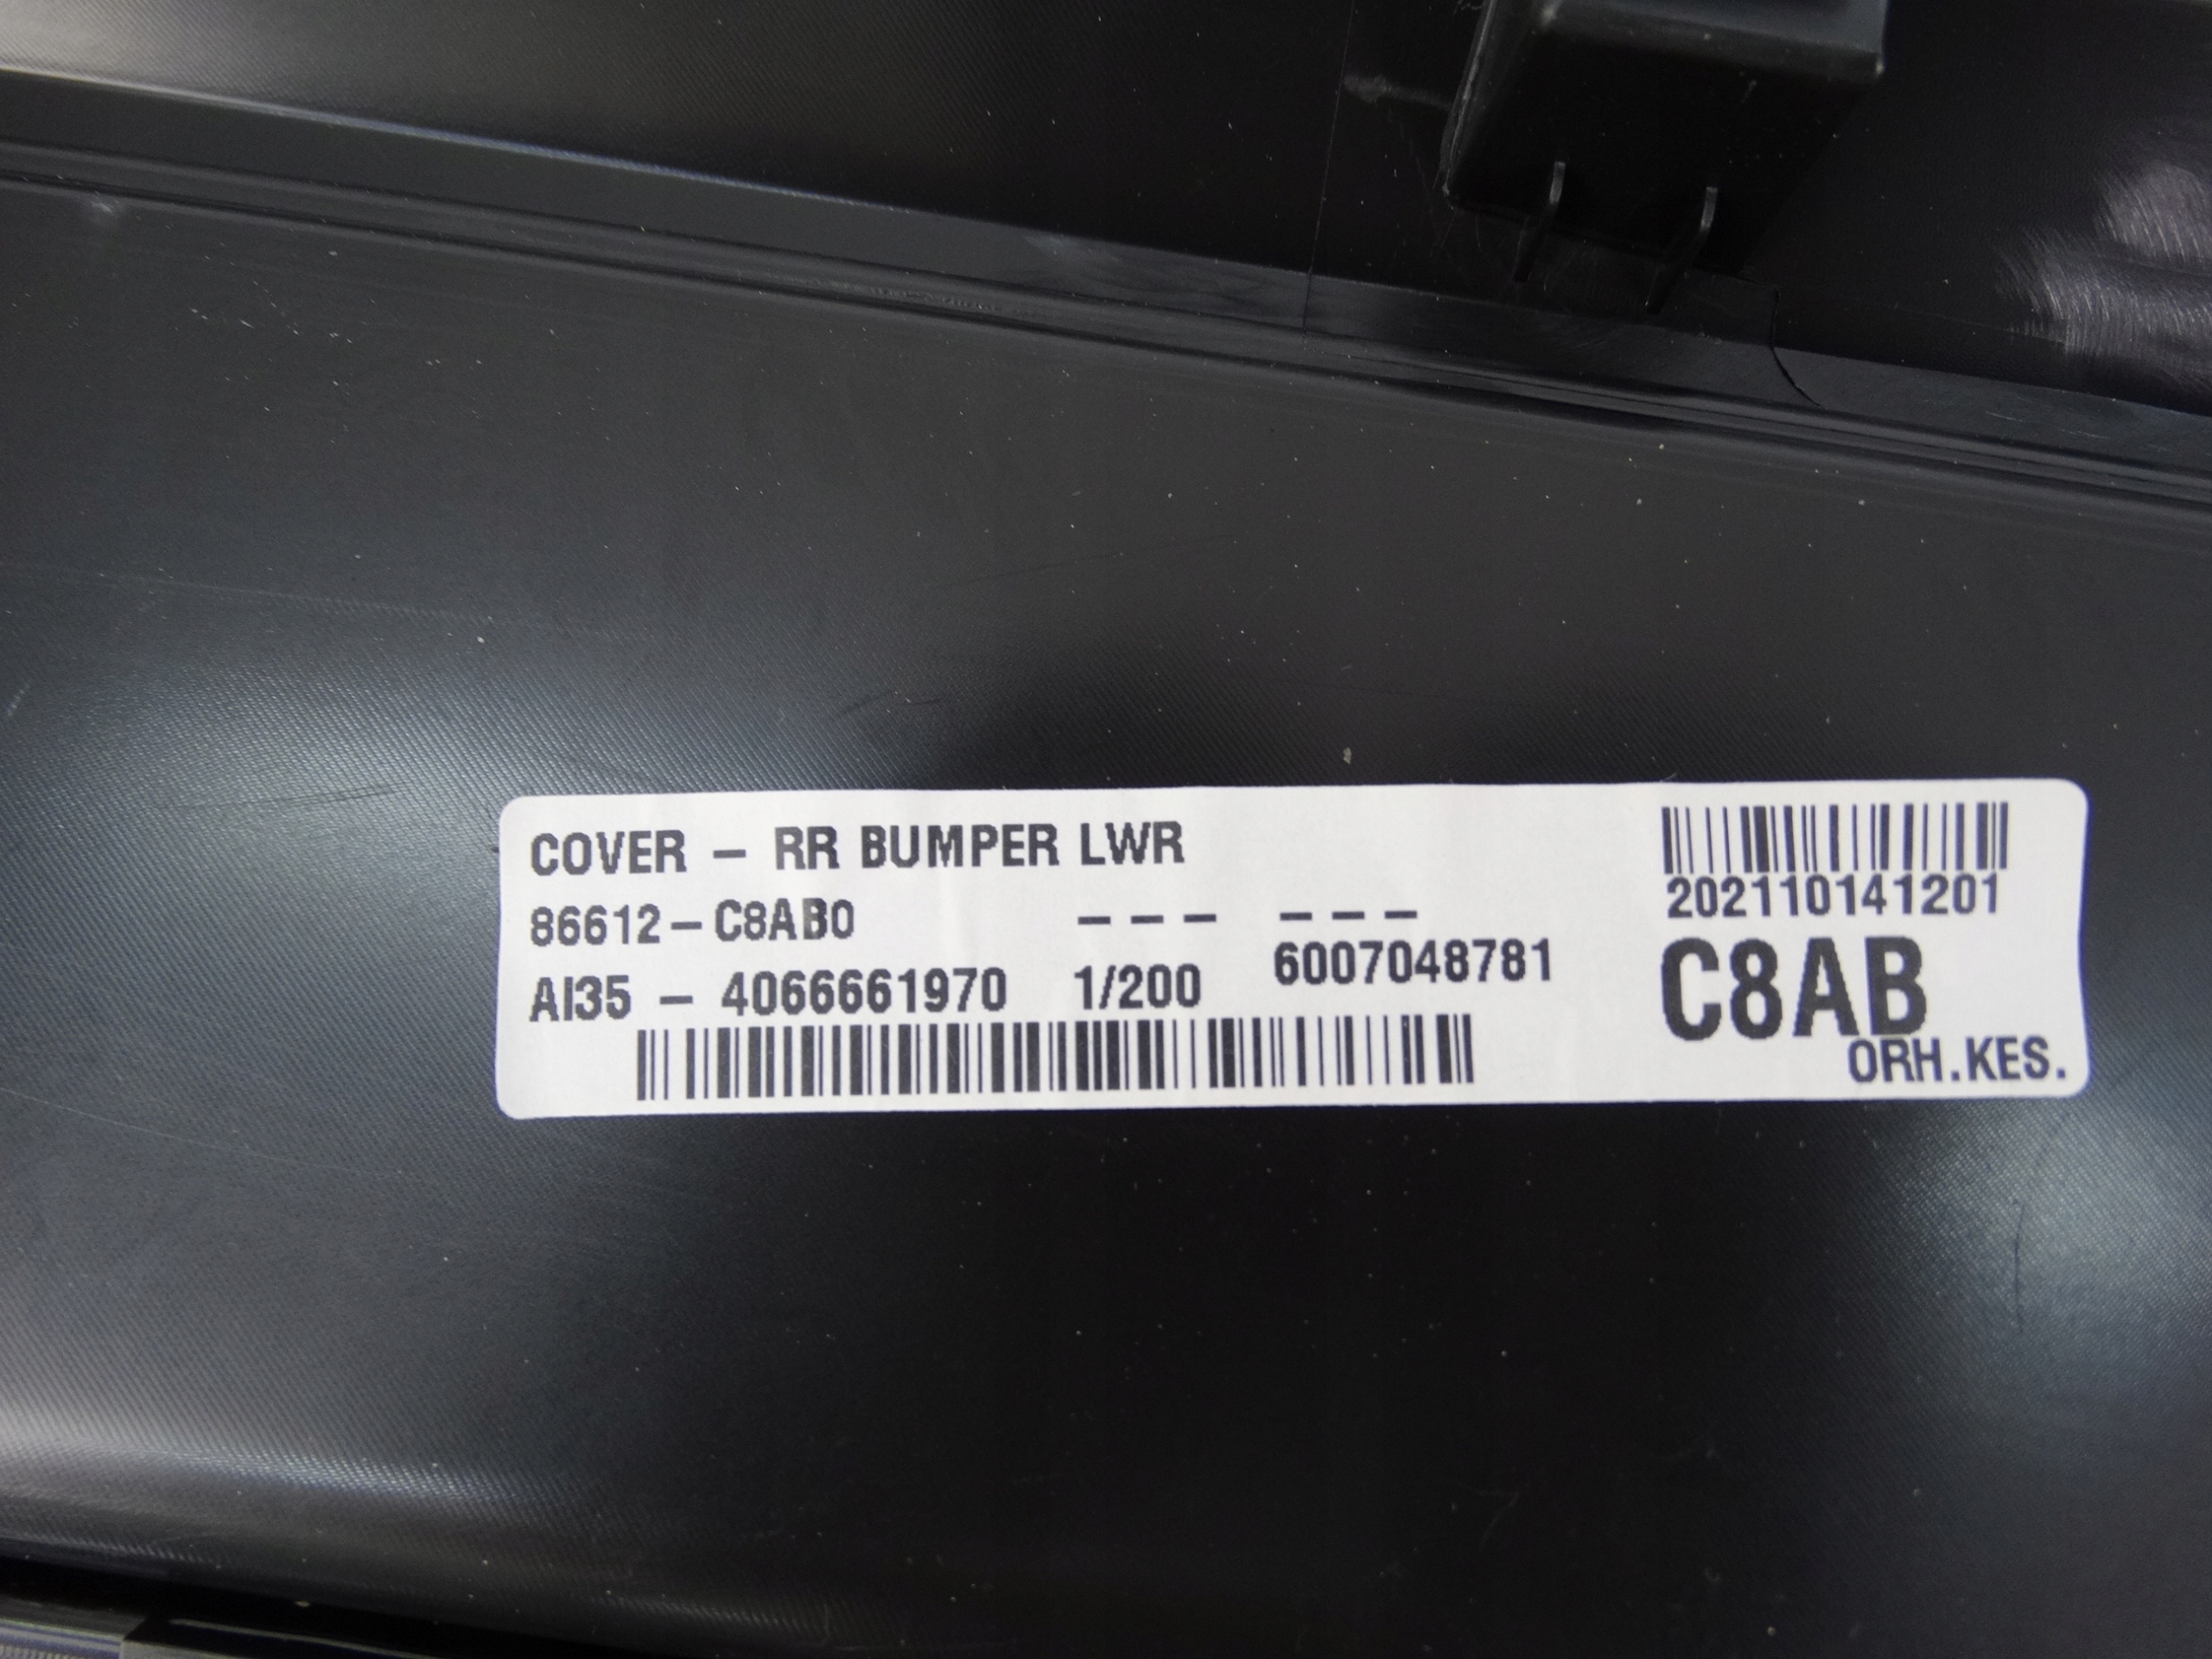 COVER – RR BUMPER LWR
86612–C8AB0 – – – – – –
AI35 – 4066661970 1/200 6007048781
202110141201
C8AB
ORH.KES.